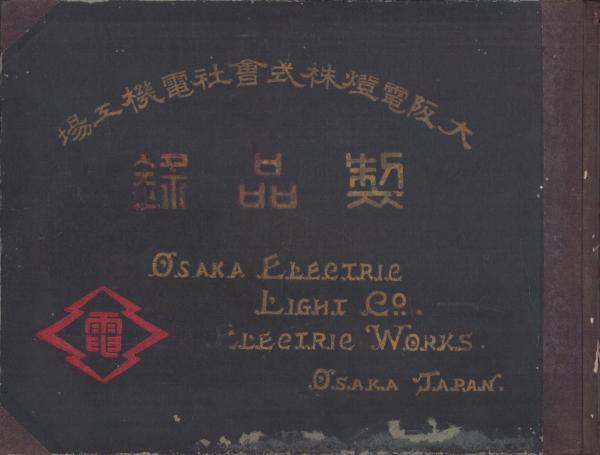 大阪電燈株式會社電機工場
製品録
OSAKA ELECTRIC
LIGHT CO.
ELECTRIC WORKS.
OSAKA JAPAN.
電